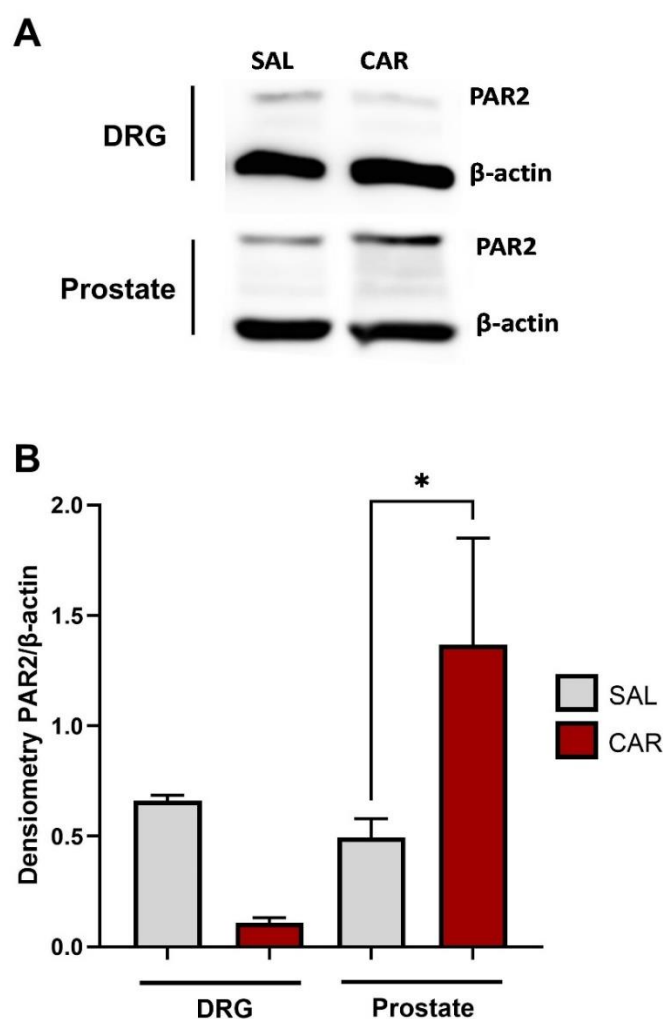 A
SAL CAR
PAR2
DRG
β-actin
PAR2
Prostate
β-actin
B
*
2.0
1.5
1.0
0.5
0.0
Densiometry PAR2/β-actin
SAL
CAR
DRG Prostate